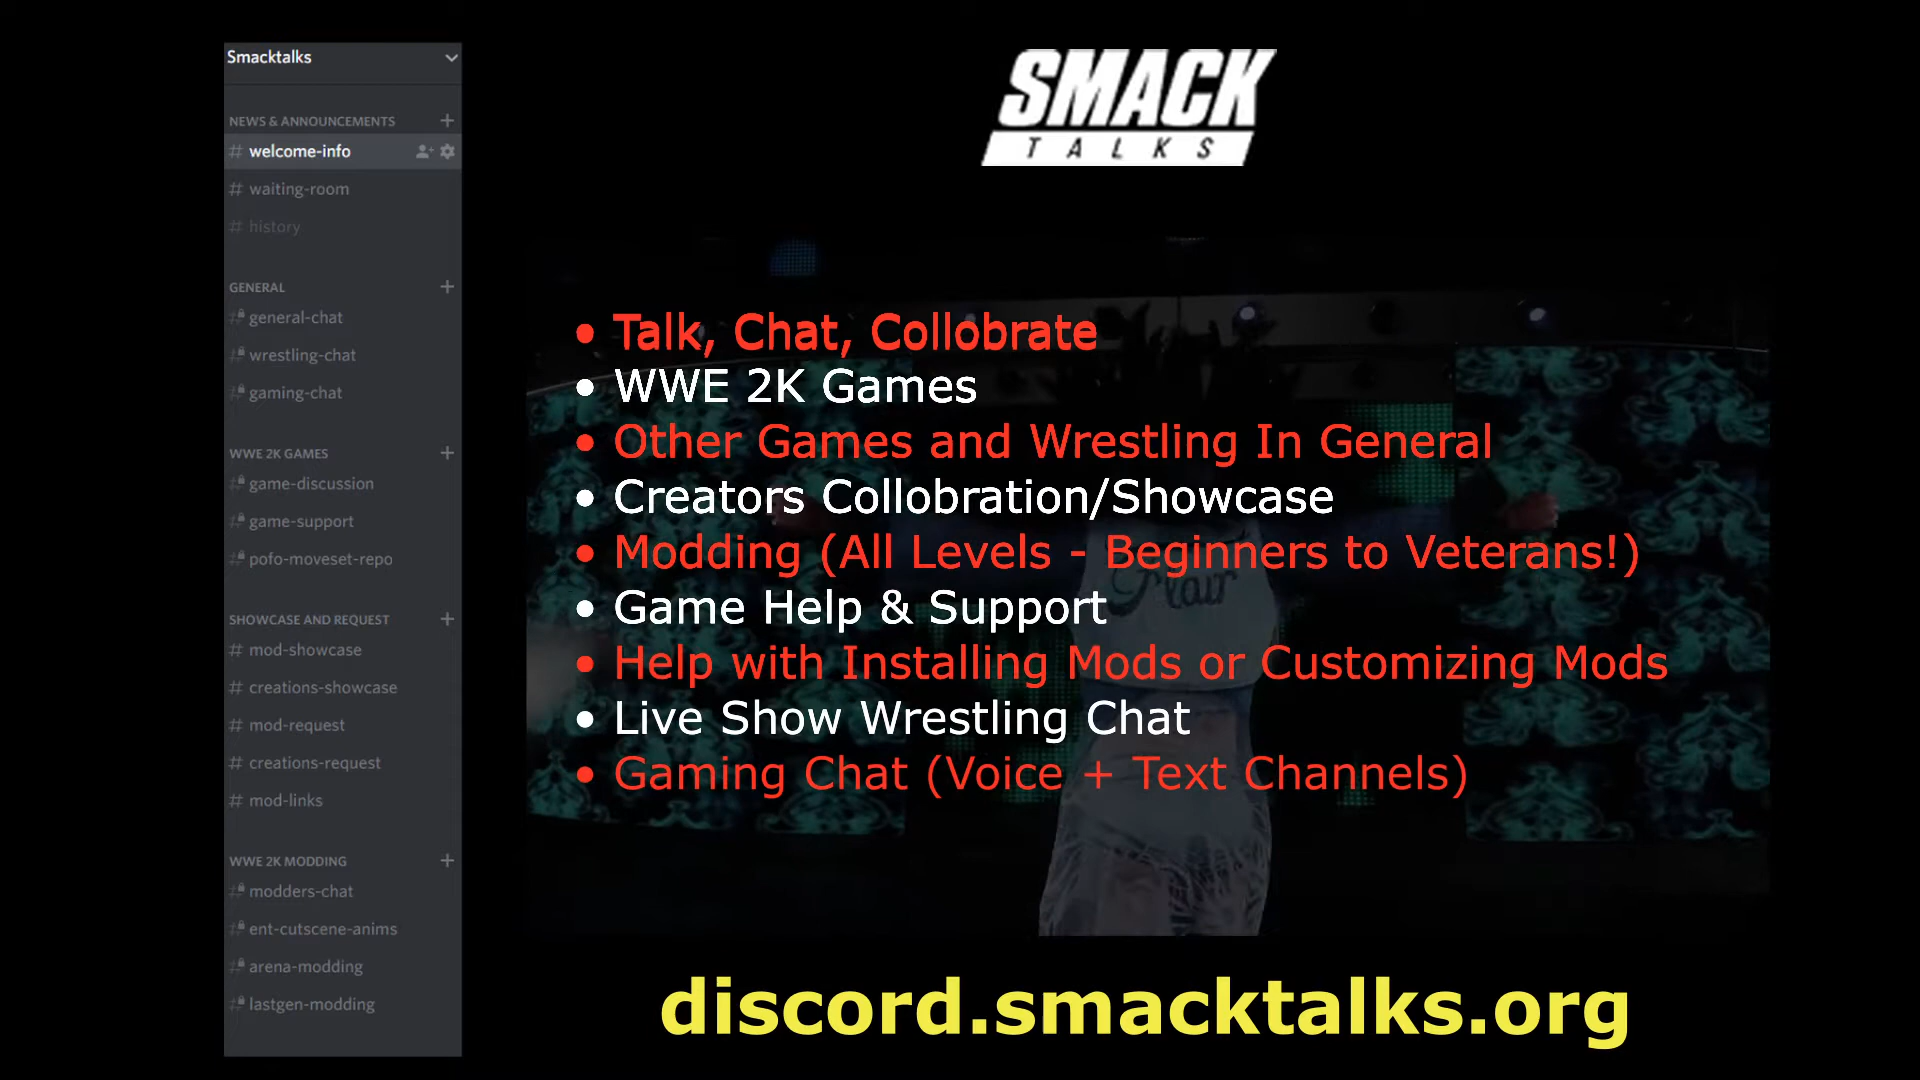 Smacktalks
NEWS & ANNOUNCEMENTS
# welcome-info
# waiting-room
# history
GENERAL
# general-chat
# wrestling-chat
# gaming-chat
WWE 2K GAMES
# game-discussion
# game-support
# pofo-moveset-repo
SHOWCASE AND REQUEST
# mod-showcase
# creations-showcase
# mod-request
# creations-request
# mod-links
WWE 2K MODDING
# modders-chat
# ent-cutscene-anims
# arena-modding
# lastgen-modding
SMACK
TALKS
• Talk, Chat, Collobrate
• WWE 2K Games
• Other Games and Wrestling In General
• Creators Collobration/Showcase
• Modding (All Levels - Beginners to Veterans!)
Flair
• Game Help & Support
• Help with Installing Mods or Customizing Mods
• Live Show Wrestling Chat
• Gaming Chat (Voice + Text Channels)
discord.smacktalks.org